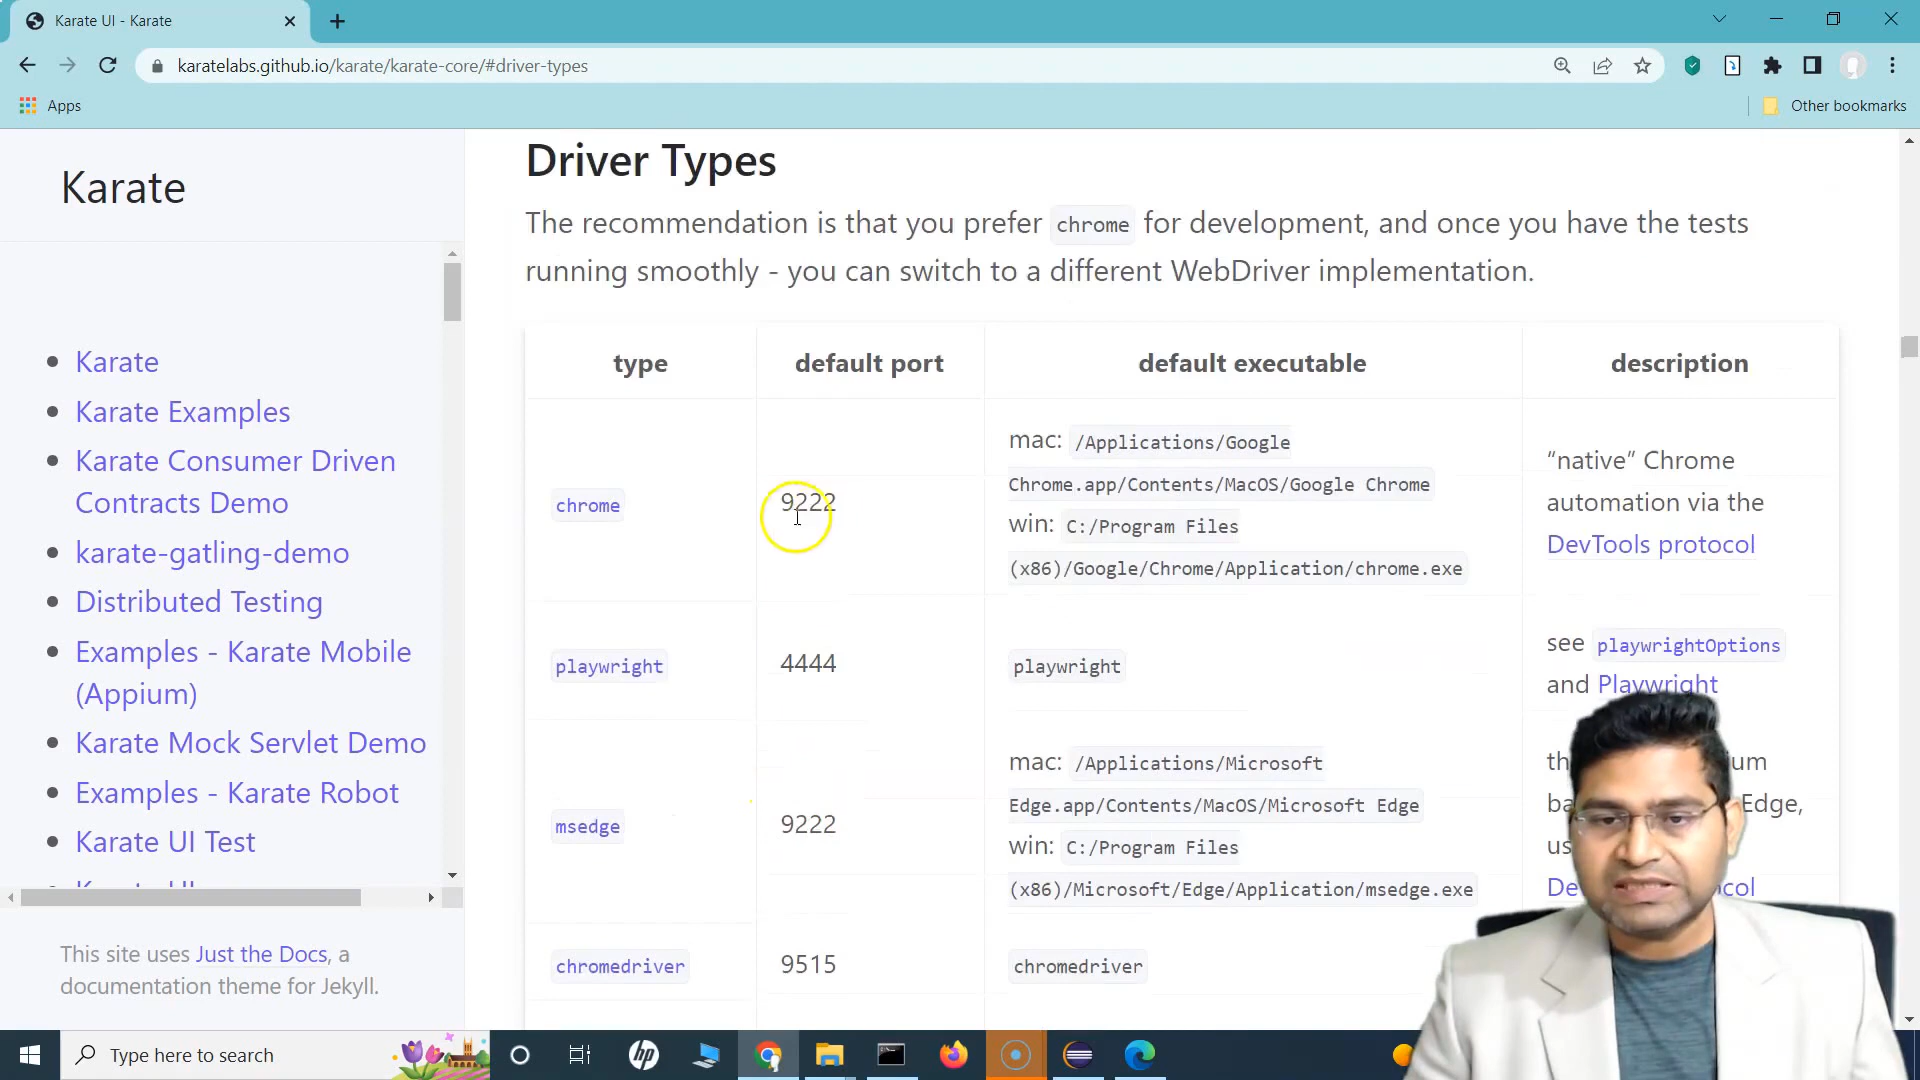 Karate UI - Karate
karatelabs.github.io/karate/karate-core/#driver-types
Apps
Other bookmarks
Karate
Karate
Karate Examples
Karate Consumer Driven
Contracts Demo
karate-gatling-demo
Distributed Testing
Examples - Karate Mobile
(Appium)
Karate Mock Servlet Demo
Examples - Karate Robot
Karate UI Test
This site uses Just the Docs, a
documentation theme for Jekyll.
Driver Types
The recommendation is that you prefer chrome for development, and once you have the tests
running smoothly - you can switch to a different WebDriver implementation.
type default port default executable description
chrome
9222
mac: /Applications/Google
Chrome.app/Contents/MacOS/Google Chrome
win: C:/Program Files
(x86)/Google/Chrome/Application/chrome.exe
“native” Chrome
automation via the
DevTools protocol
playwright
4444
playwright
see playwrightOptions
and Playwright
msedge
9222
mac: /Applications/Microsoft
Edge.app/Contents/MacOS/Microsoft Edge
win: C:/Program Files
(x86)/Microsoft/Edge/Application/msedge.exe
Edge,
chromedriver
9515
chromedriver
Type here to search
hp